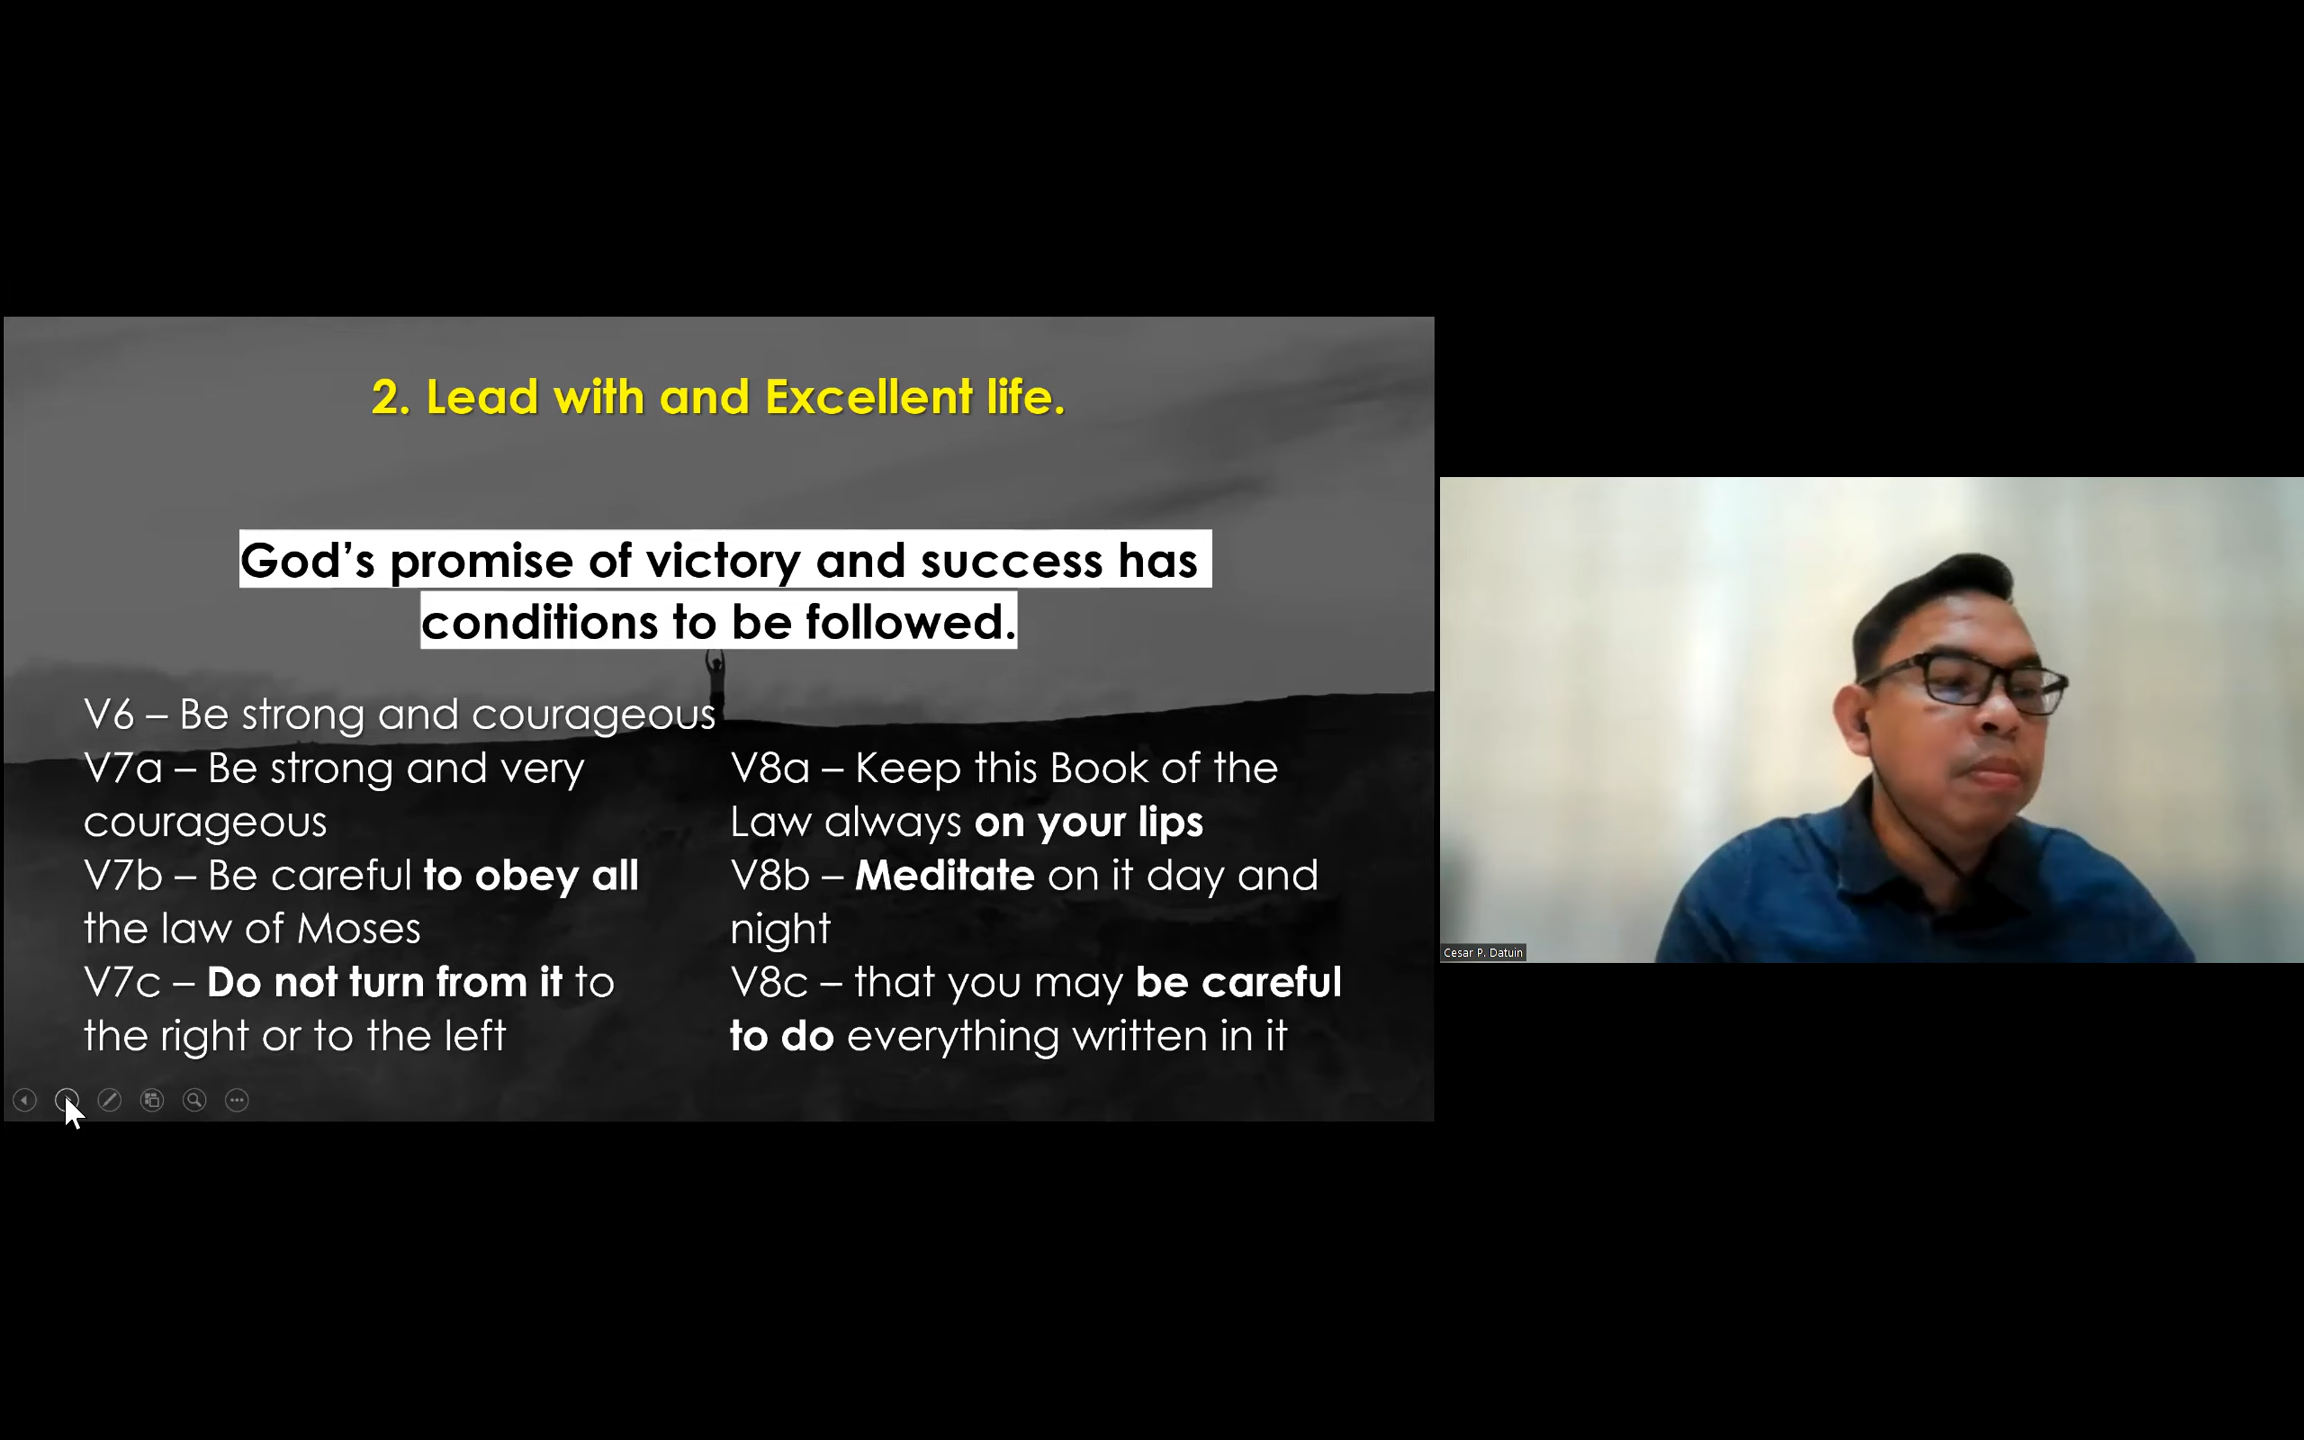 2. Lead with and Excellent life.
God’s promise of victory and success has
conditions to be followed.
V6 – Be strong and courageous
V7a – Be strong and very
courageous
V7b – Be careful to obey all
the law of Moses
V7c – Do not turn from it to
the right or to the left
V8a – Keep this Book of the
Law always on your lips
V8b – Meditate on it day and
night
V8c – that you may be careful
to do everything written in it
Cesar P. Datuin